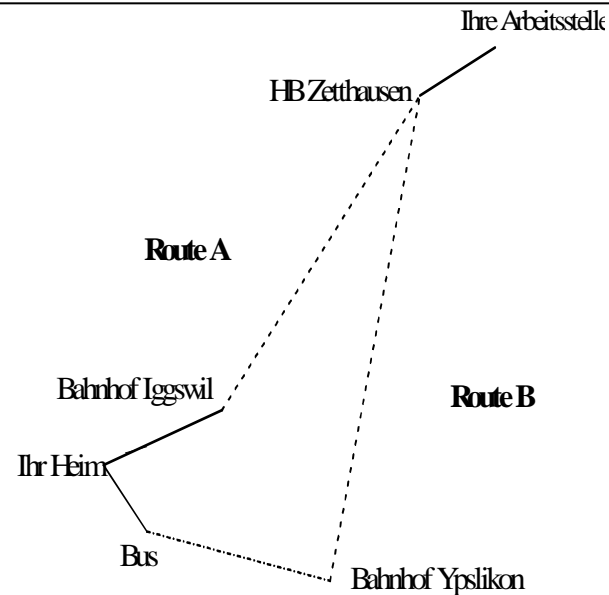 Ihre Arbeitsstelle
HB Zetthausen
Route A
Bahnhof Iggswil
Route B
Ihr Heim
Bus
Bahnhof Ypslikon